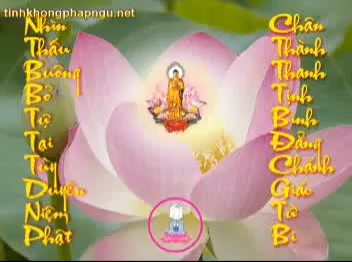 tinhkhongphapngu.net
Nhìn
Thấu
Buông
Bỏ
Tự
Tại
Tùy
Duyên
Niệm
Phật
Chân
Thành
Thanh
Tịnh
Bình
Đẳng
Chánh
Giác
Từ
Bi